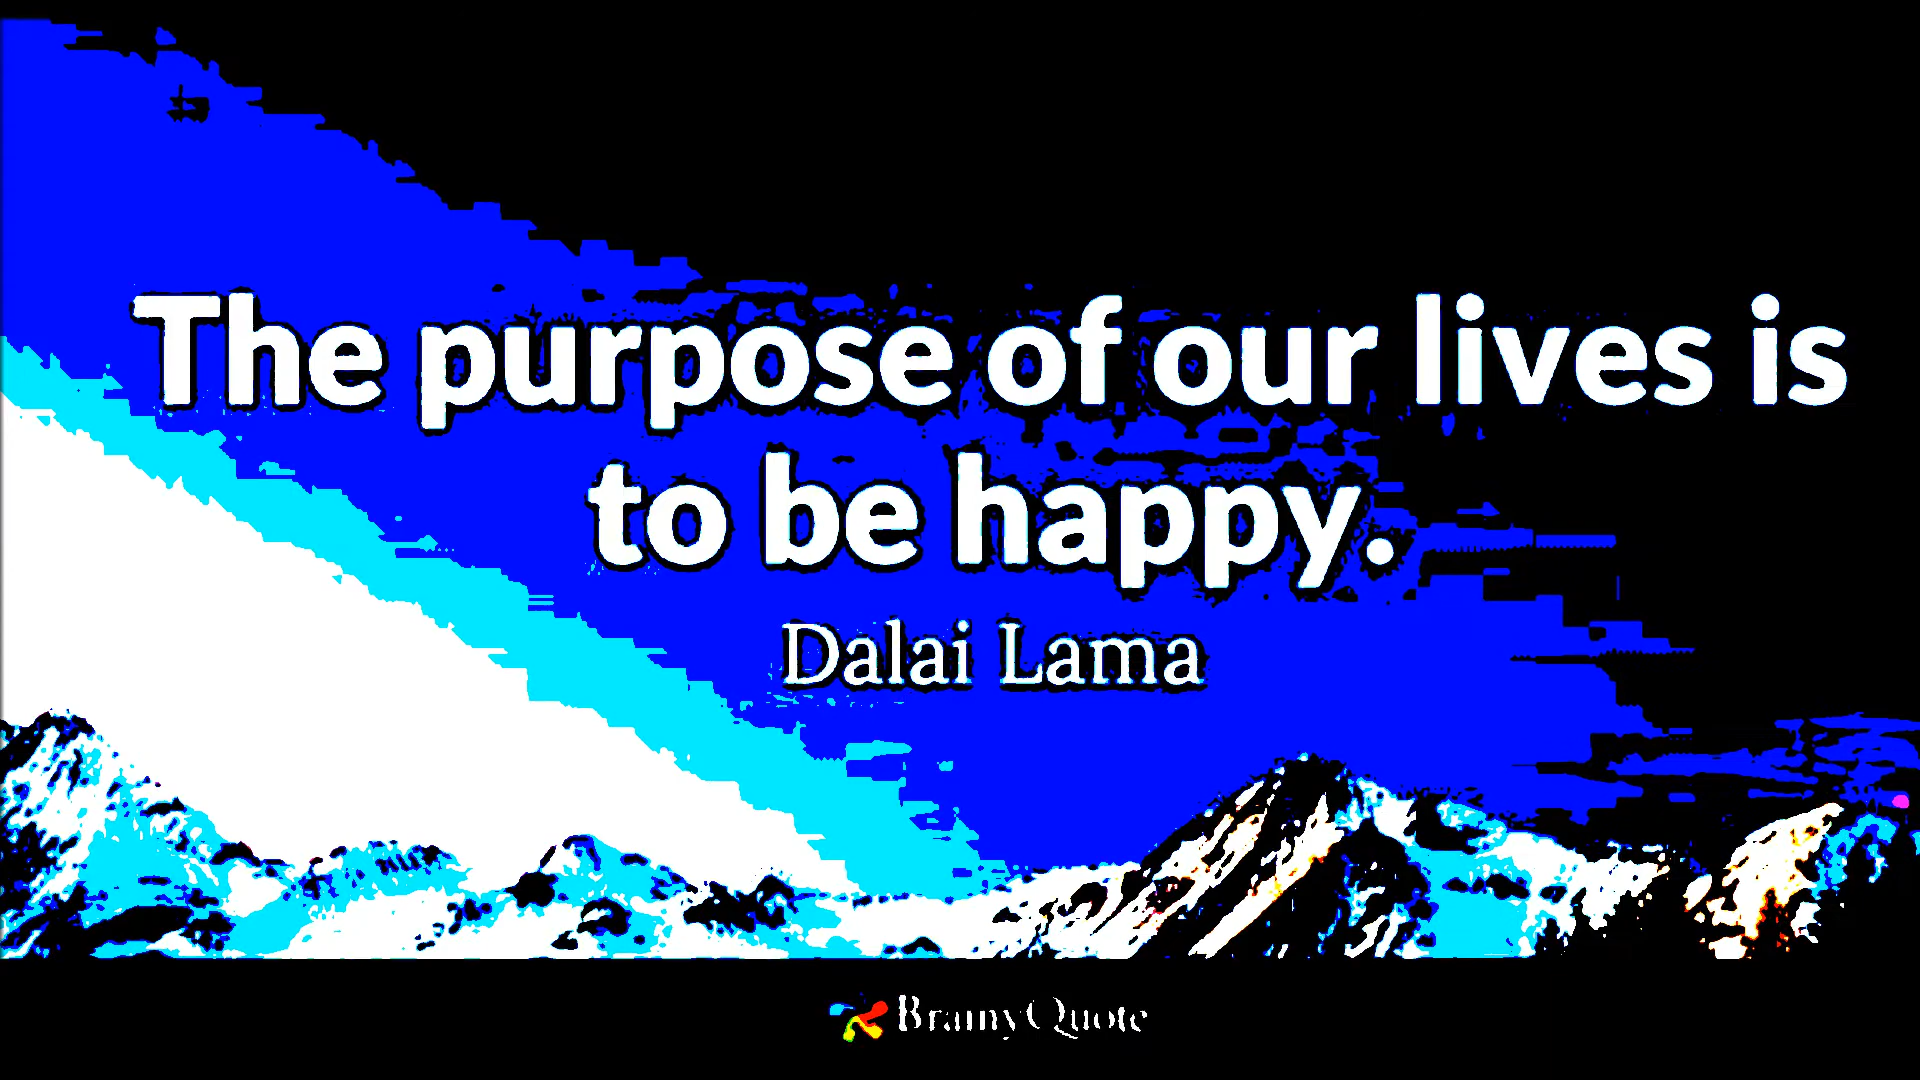 The purpose of our lives is
to be happy.
Dalai Lama
BrainyQuote